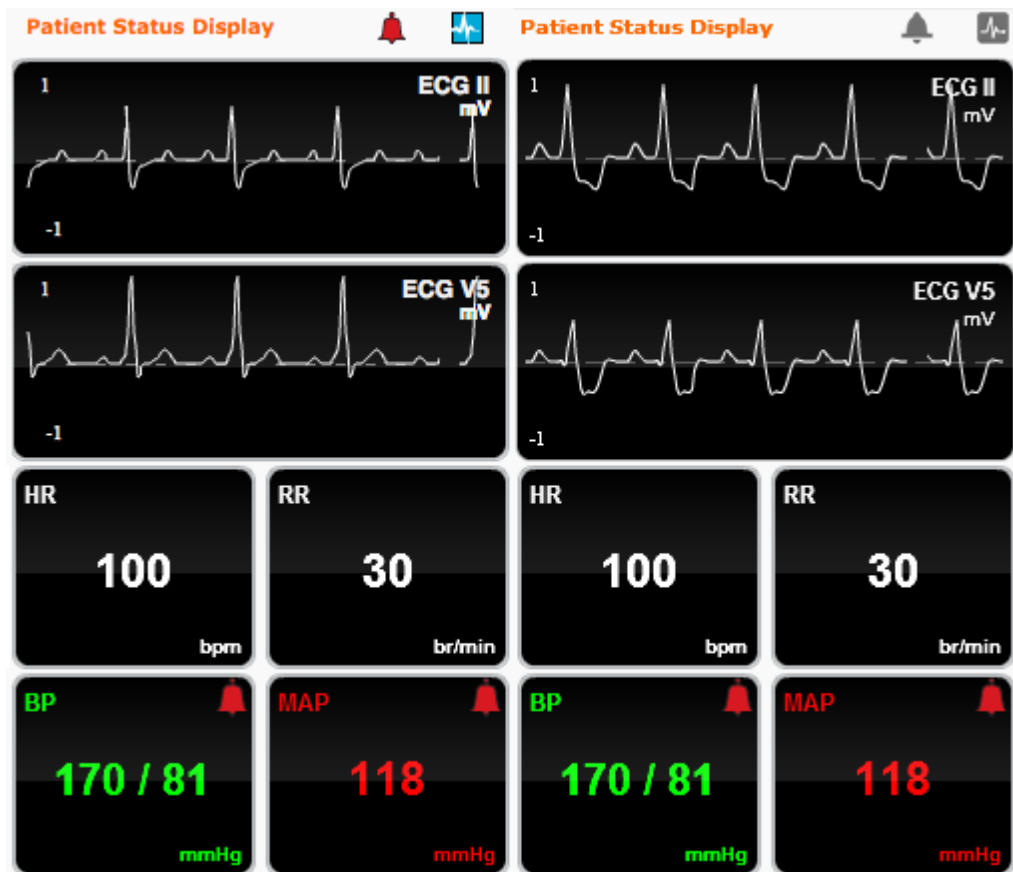 Patient Status Display
1
ECG II
mV
-1
1
ECG V5
mV
-1
HR
100
bpm
RR
30
br/min
BP
170 / 81
mmHg
MAP
118
mmHg
Patient Status Display
1
ECG II
mV
-1
1
ECG V5
mV
-1
HR
100
bpm
RR
30
br/min
BP
170 / 81
mmHg
MAP
118
mmHg